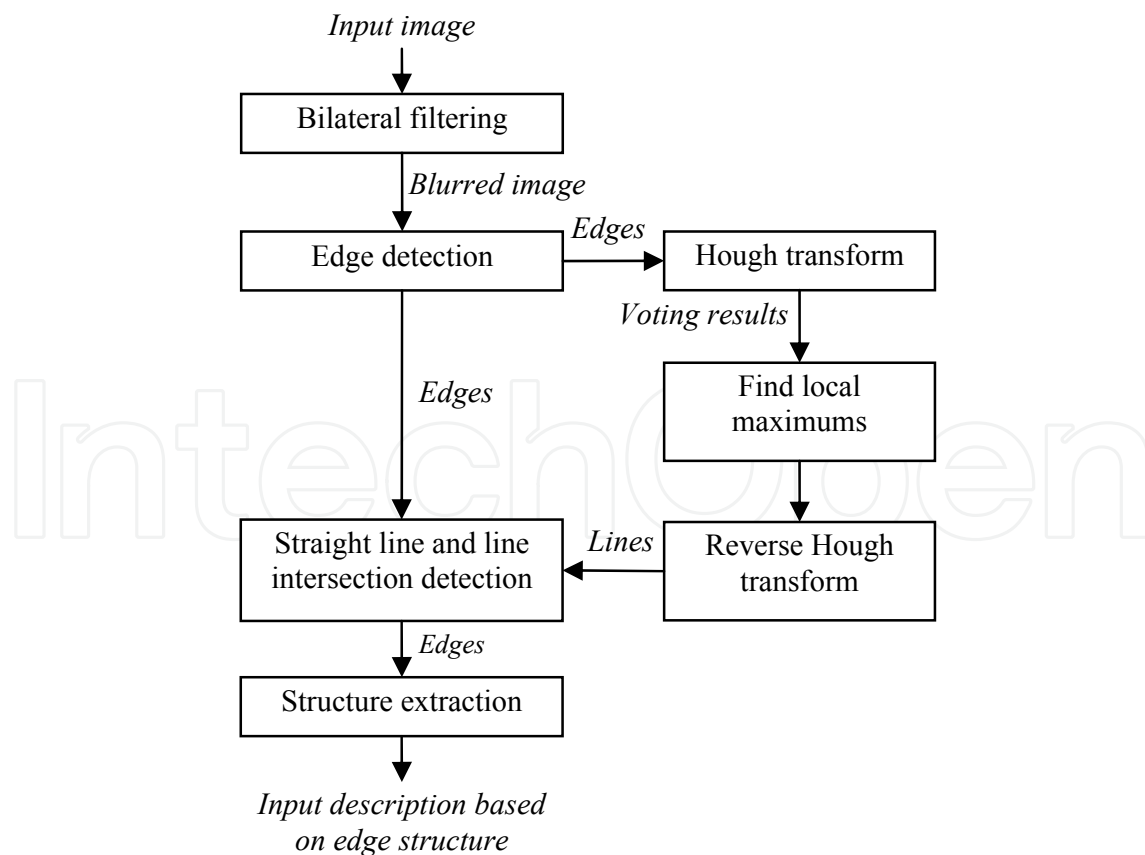 Input image
Bilateral filtering
Blurred image
Edge detection
Edges
Hough transform
Voting results
Find local
maximums
Edges
Straight line and line
intersection detection
Lines
Reverse Hough
transform
Edges
Structure extraction
Input description based
on edge structure
IntechOpen